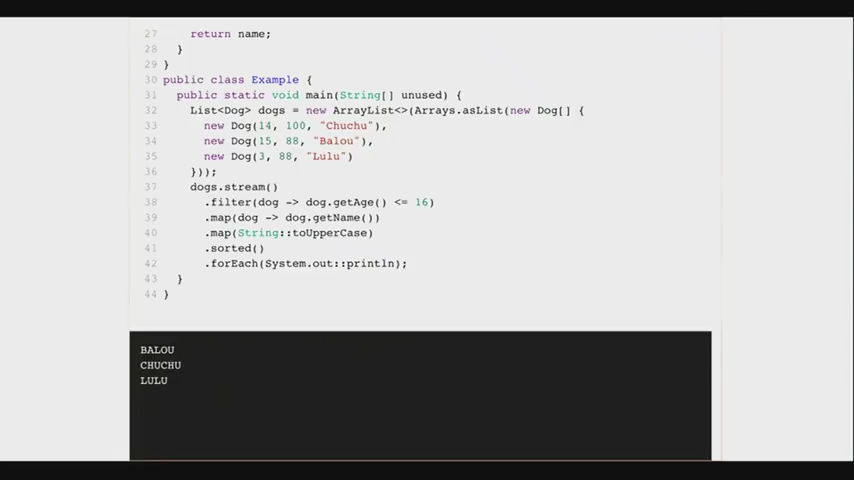 27 return name;
28 }
29 }
30 public class Example {
31 public static void main(String[] unused) {
32 List<Dog> dogs = new ArrayList<>(Arrays.asList(new Dog[] {
33 new Dog(14, 100, "Chuchu"),
34 new Dog(15, 88, "Balou"),
35 new Dog(3, 88, "Lulu")
36 }));
37 dogs.stream()
38 .filter(dog -> dog.getAge() <= 16)
39 .map(dog -> dog.getName())
40 .map(String::toUpperCase)
41 .sorted()
42 .forEach(System.out::println);
43 }
44 }
BALOU
CHUCHU
LULU